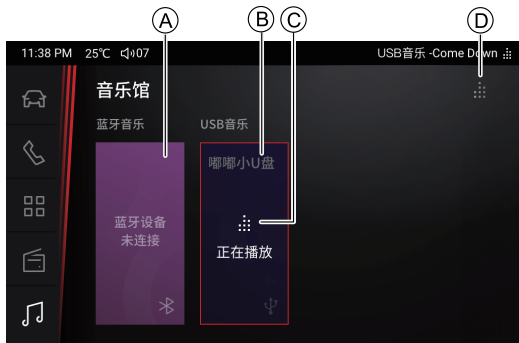 A B C D
11:38 PM 25℃ 07 USB音乐 -Come Down
音乐馆
蓝牙音乐 USB音乐
嘟嘟小U盘
蓝牙设备
未连接
正在播放